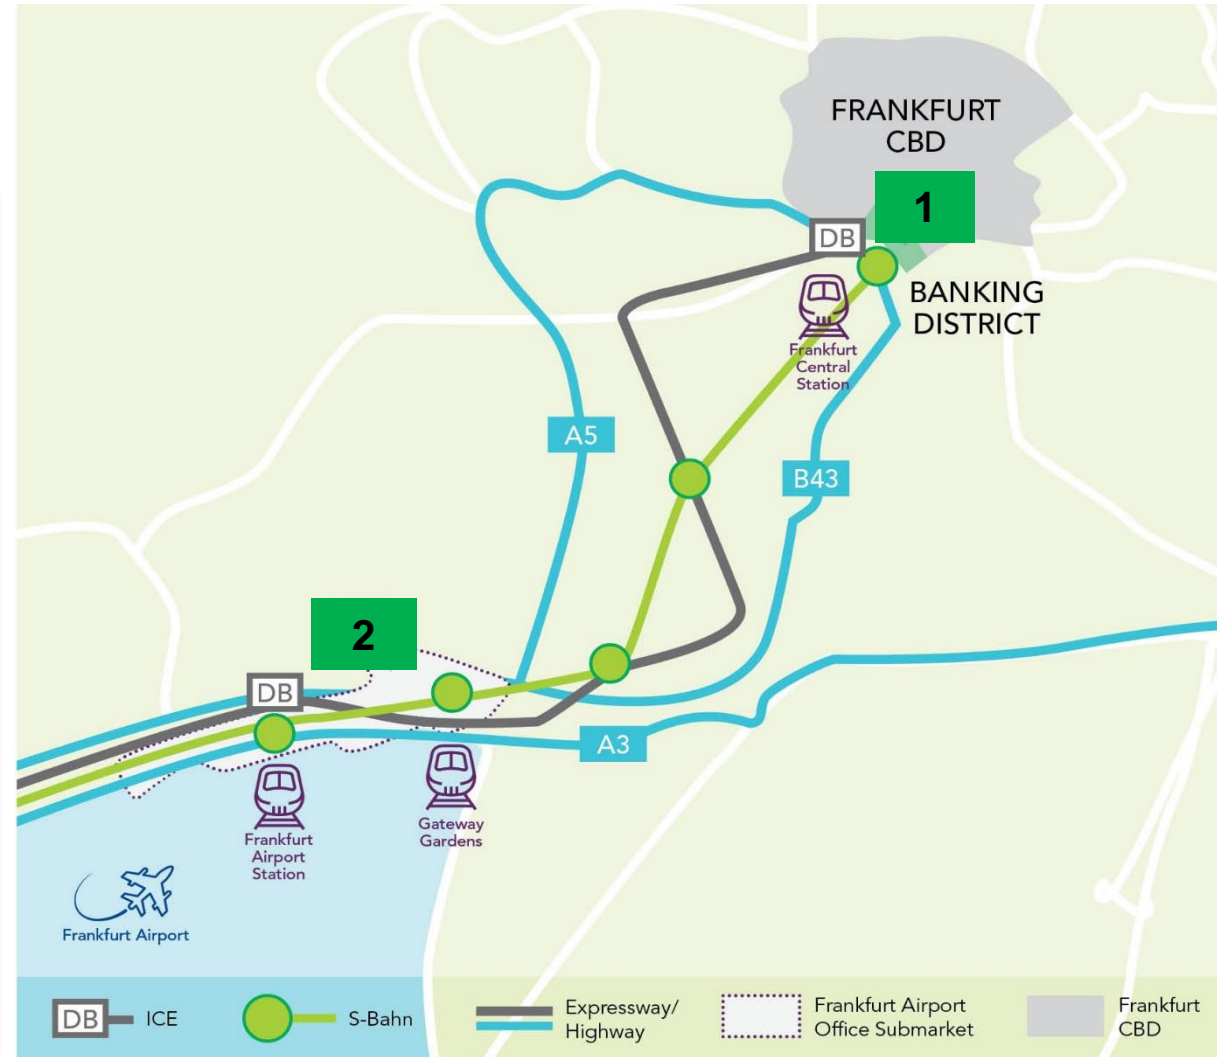 FRANKFURT
CBD
1
DB
BANKING
DISTRICT
Frankfurt
Central
Station
A5
B43
2
DB
A3
Frankfurt
Airport
Station
Gateway
Gardens
Frankfurt Airport
DB
ICE
S-Bahn
Expressway/
Highway
Frankfurt Airport
Office Submarket
Frankfurt
CBD